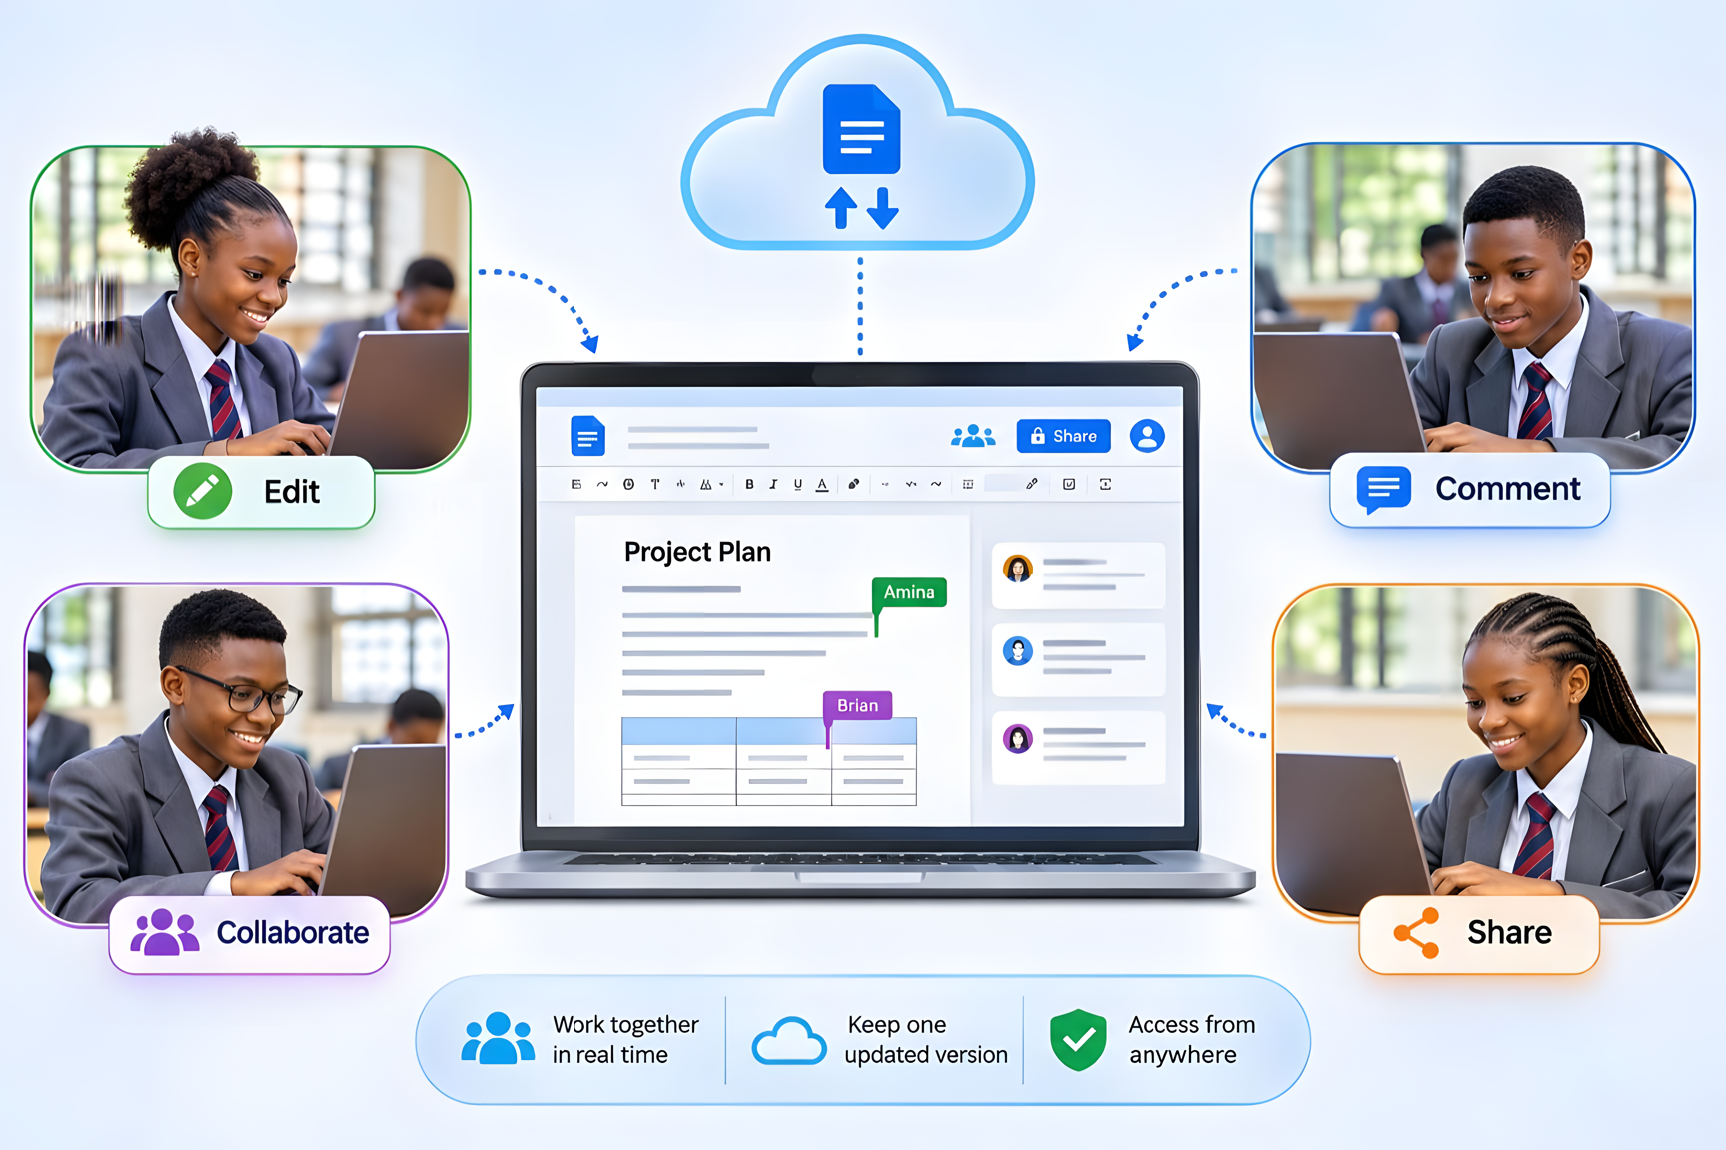 Edit
Comment
Share
Project Plan
Amina
Brian
Collaborate
Share
Work together
in real time
Keep one
updated version
Access from
anywhere
B I U A